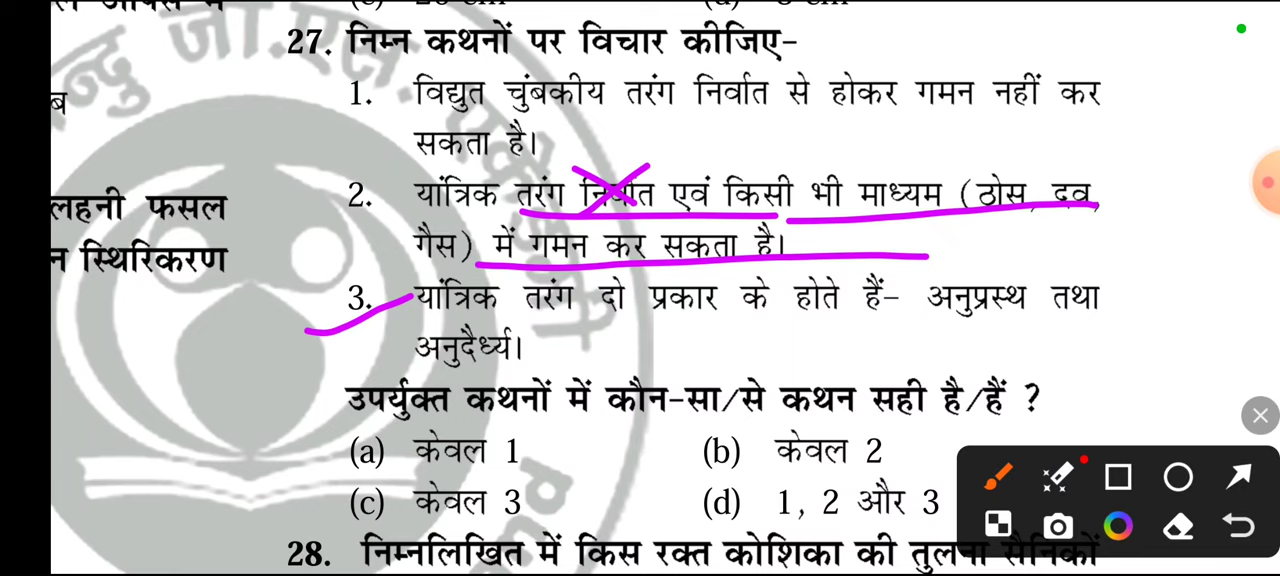 27. निम्न कथनों पर विचार कीजिए-
1. विद्युत चुंबकीय तरंग निर्वात से होकर गमन नहीं कर
ब
सकता है।
2. यांत्रिक तरंग निर्वात एवं किसी भी माध्यम (ठोस, द्रव,
लहनी फसल
गैस) में गमन कर सकता है।
न स्थिरिकरण
3. यांत्रिक तरंग दो प्रकार के होते हैं- अनुप्रस्थ तथा
अनुदैर्ध्य।
उपर्युक्त कथनों में कौन-सा/से कथन सही है/हैं ?
(a) केवल 1 (b) केवल 2
(c) केवल 3 (d) 1, 2 और 3
28. निम्नलिखित में किस रक्त कोशिका की तुलना सैनिकों